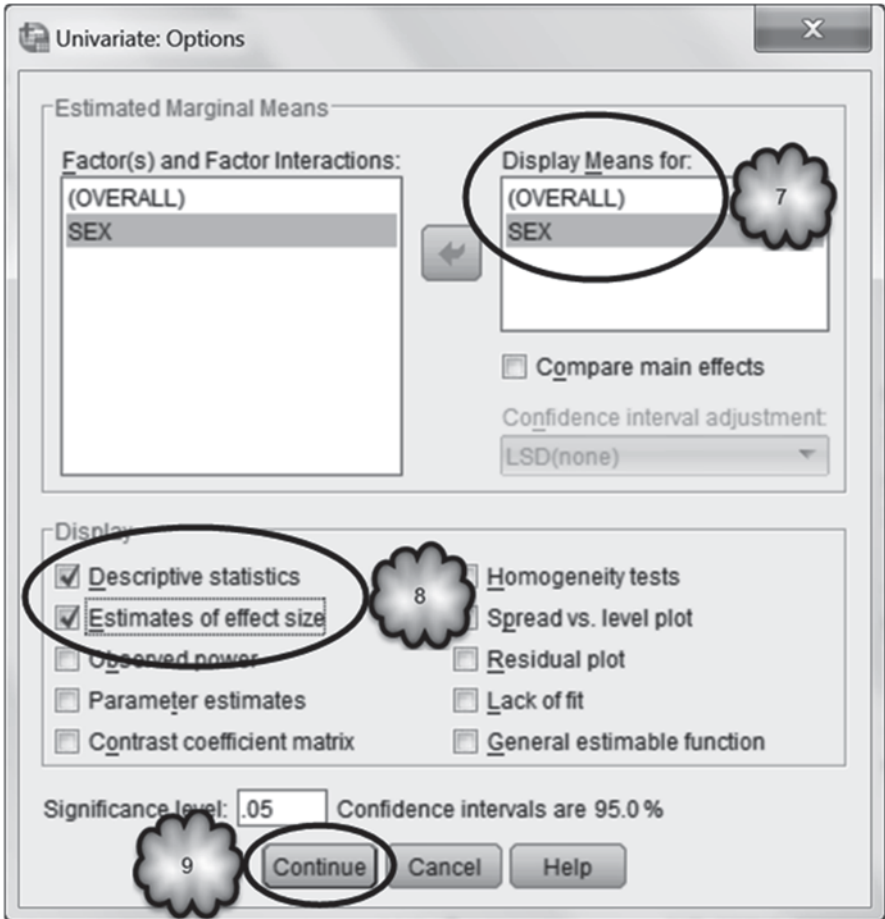 Univariate: Options
Estimated Marginal Means
Factor(s) and Factor Interactions:
(OVERALL)
SEX
Display Means for:
(OVERALL)
SEX
7
Compare main effects
Confidence interval adjustment:
LSD(none)
Display
Descriptive statistics
Estimates of effect size
Observed power
Parameter estimates
Contrast coefficient matrix
8
Homogeneity tests
Spread vs. level plot
Residual plot
Lack of fit
General estimable function
Significance level: .05 Confidence intervals are 95.0 %
9
Continue Cancel Help